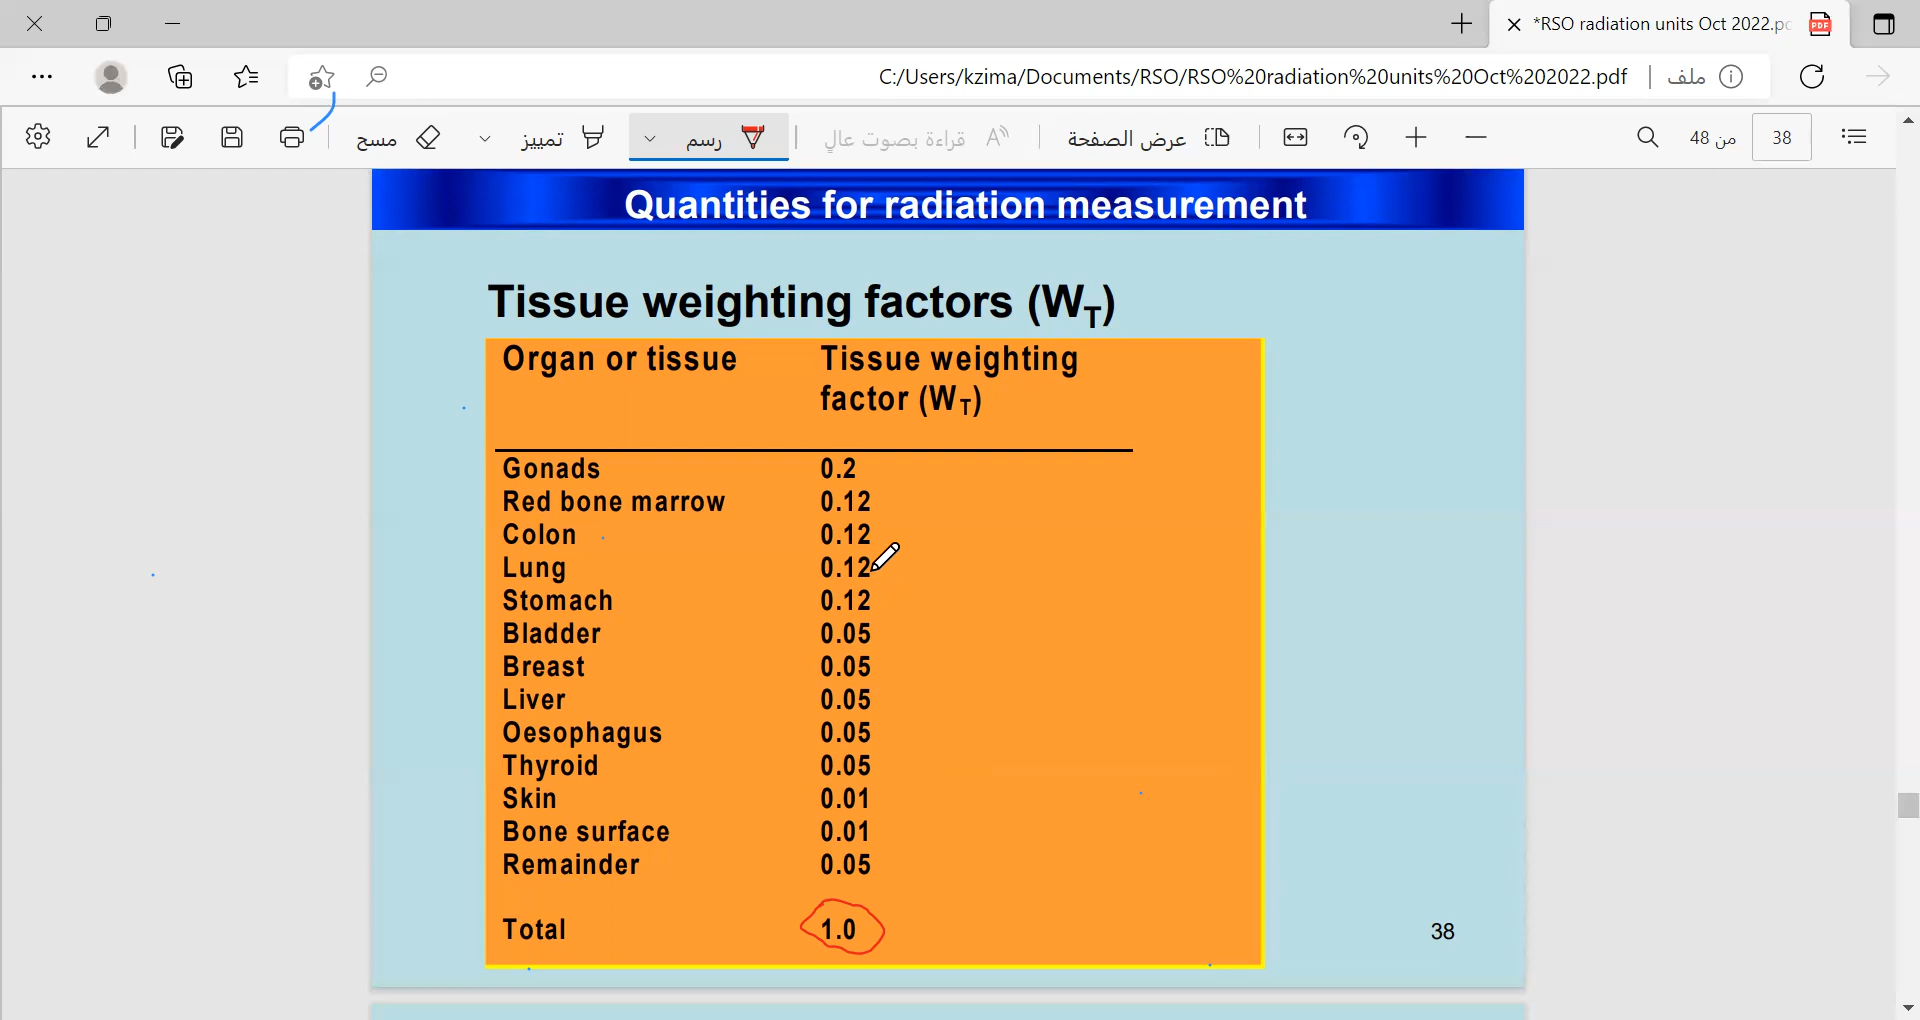 *RSO radiation units Oct 2022.pd
C:/Users/kzima/Documents/RSO/RSO%20radiation%20units%20Oct%202022.pdf | ملف
38 من 48 عرض الصفحة قراءة بصوت عالٍ رسم تمييز مسح
Quantities for radiation measurement
Tissue weighting factors (WT)
Organ or tissue Tissue weighting
factor (WT)
Gonads 0.2
Red bone marrow 0.12
Colon 0.12
Lung 0.12
Stomach 0.12
Bladder 0.05
Breast 0.05
Liver 0.05
Oesophagus 0.05
Thyroid 0.05
Skin 0.01
Bone surface 0.01
Remainder 0.05
Total 1.0
38